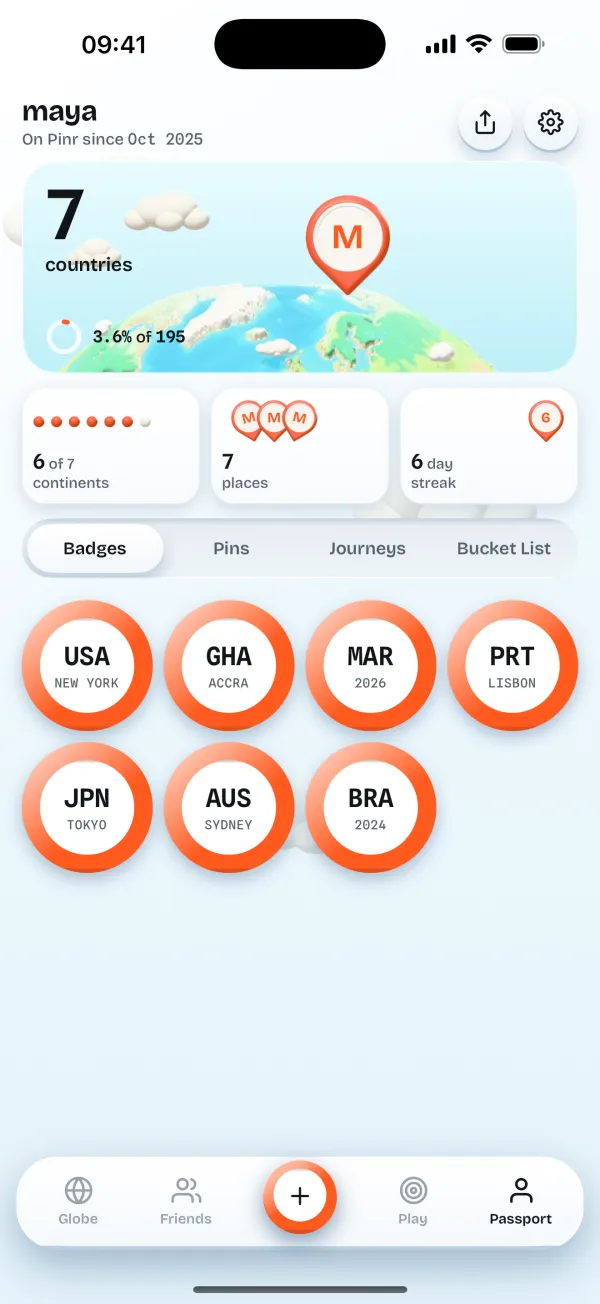 09:41
maya
On Pinr since Oct 2025
7
countries
M
3.6% of 195
M M M
6
6 of 7
continents
7
places
6 day
streak
Badges Pins Journeys Bucket List
USA GHA MAR PRT
NEW YORK ACCRA 2026 LISBON
JPN AUS BRA
TOKYO SYDNEY 2024
Globe Friends Play Passport